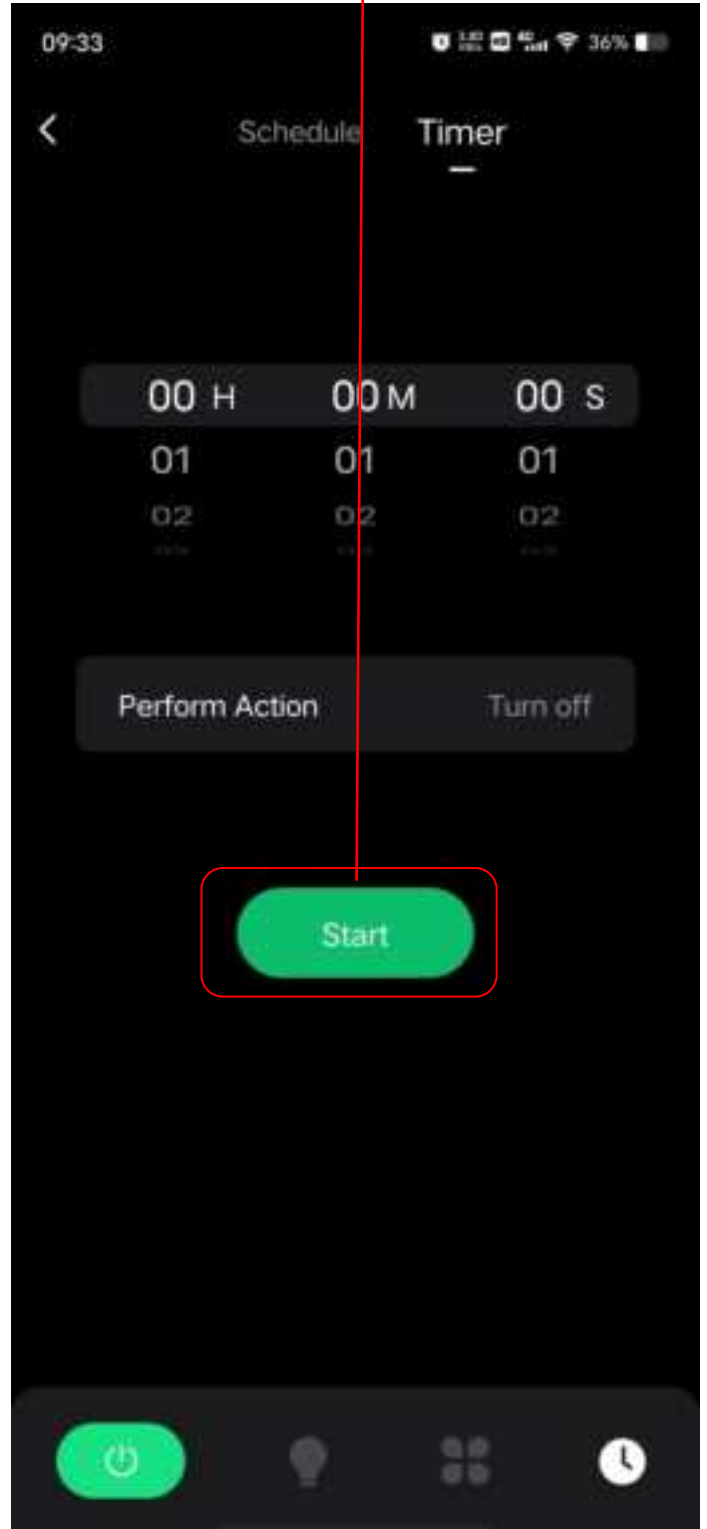 09:33 36%
Schedule Timer
00 H 00 M 00 S
01 01 01
02 02 02
Perform Action Turn off
Start